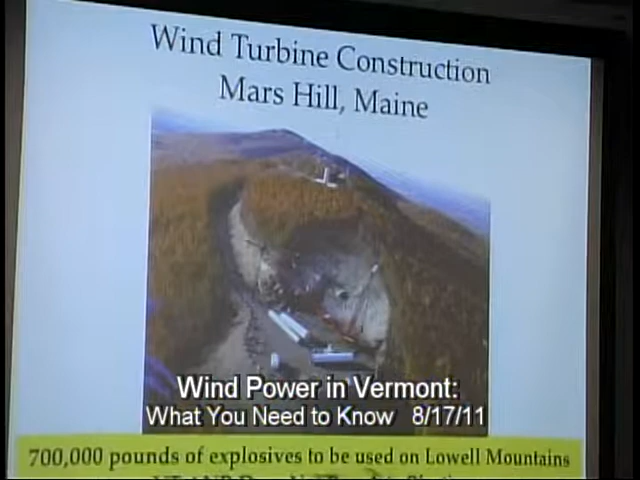 Wind Turbine Construction
Mars Hill, Maine
Wind Power in Vermont:
What You Need to Know 8/17/11
700,000 pounds of explosives to be used on Lowell Mountains